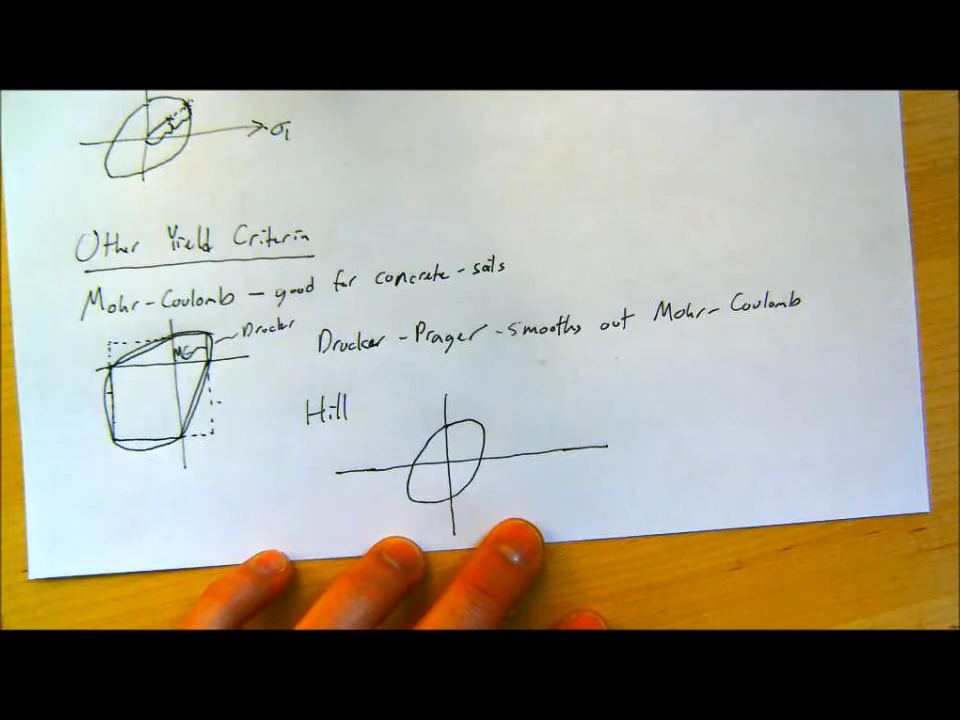 σ₁
Other Yield Criteria
Mohr-Coulomb - good for concrete - soils
Drucker
MC
Drucker-Prager - smooths out Mohr-Coulomb
Hill